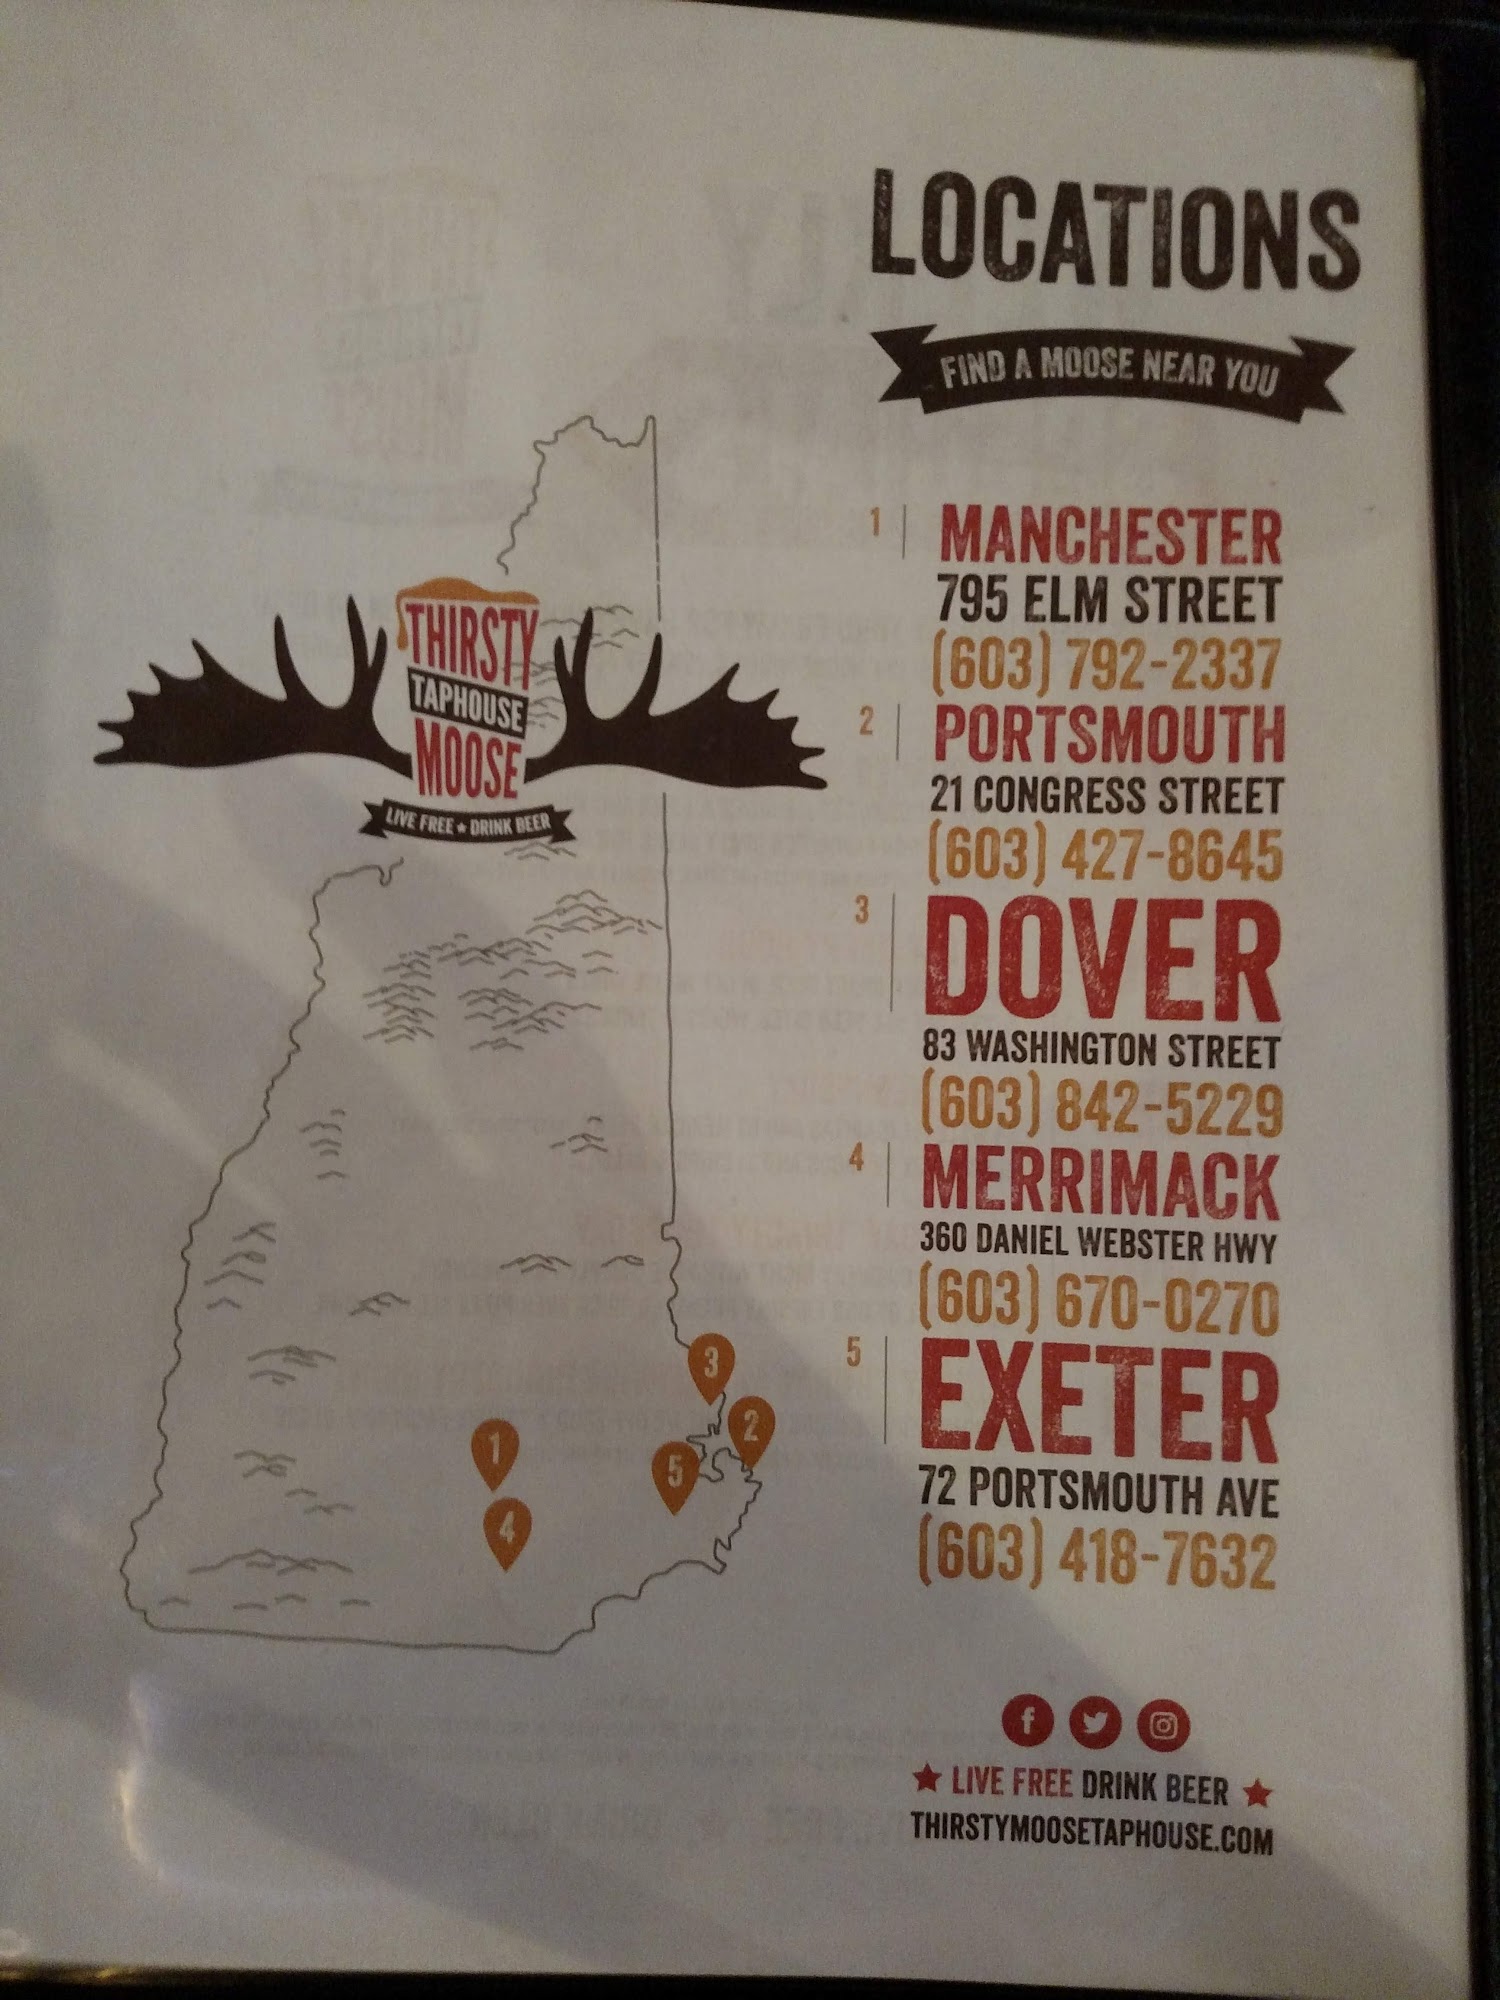 LOCATIONS
FIND A MOOSE NEAR YOU
THIRSTY
TAPHOUSE
MOOSE
LIVE FREE ★ DRINK BEER
1
MANCHESTER
795 ELM STREET
(603) 792-2337
2
PORTSMOUTH
21 CONGRESS STREET
(603) 427-8645
3
DOVER
83 WASHINGTON STREET
(603) 842-5229
4
MERRIMACK
360 DANIEL WEBSTER HWY
(603) 670-0270
5
EXETER
72 PORTSMOUTH AVE
(603) 418-7632
3
2
1
5
4
★ LIVE FREE DRINK BEER ★
THIRSTYMOOSETAPHOUSE.COM